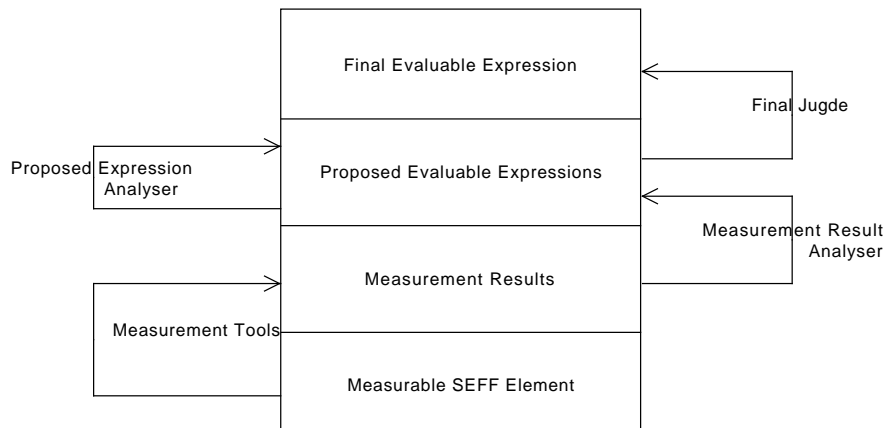 Final Evaluable Expression
Final Jugde
Proposed Expression
Analyser
Proposed Evaluable Expressions
Measurement Result
Analyser
Measurement Results
Measurement Tools
Measurable SEFF Element